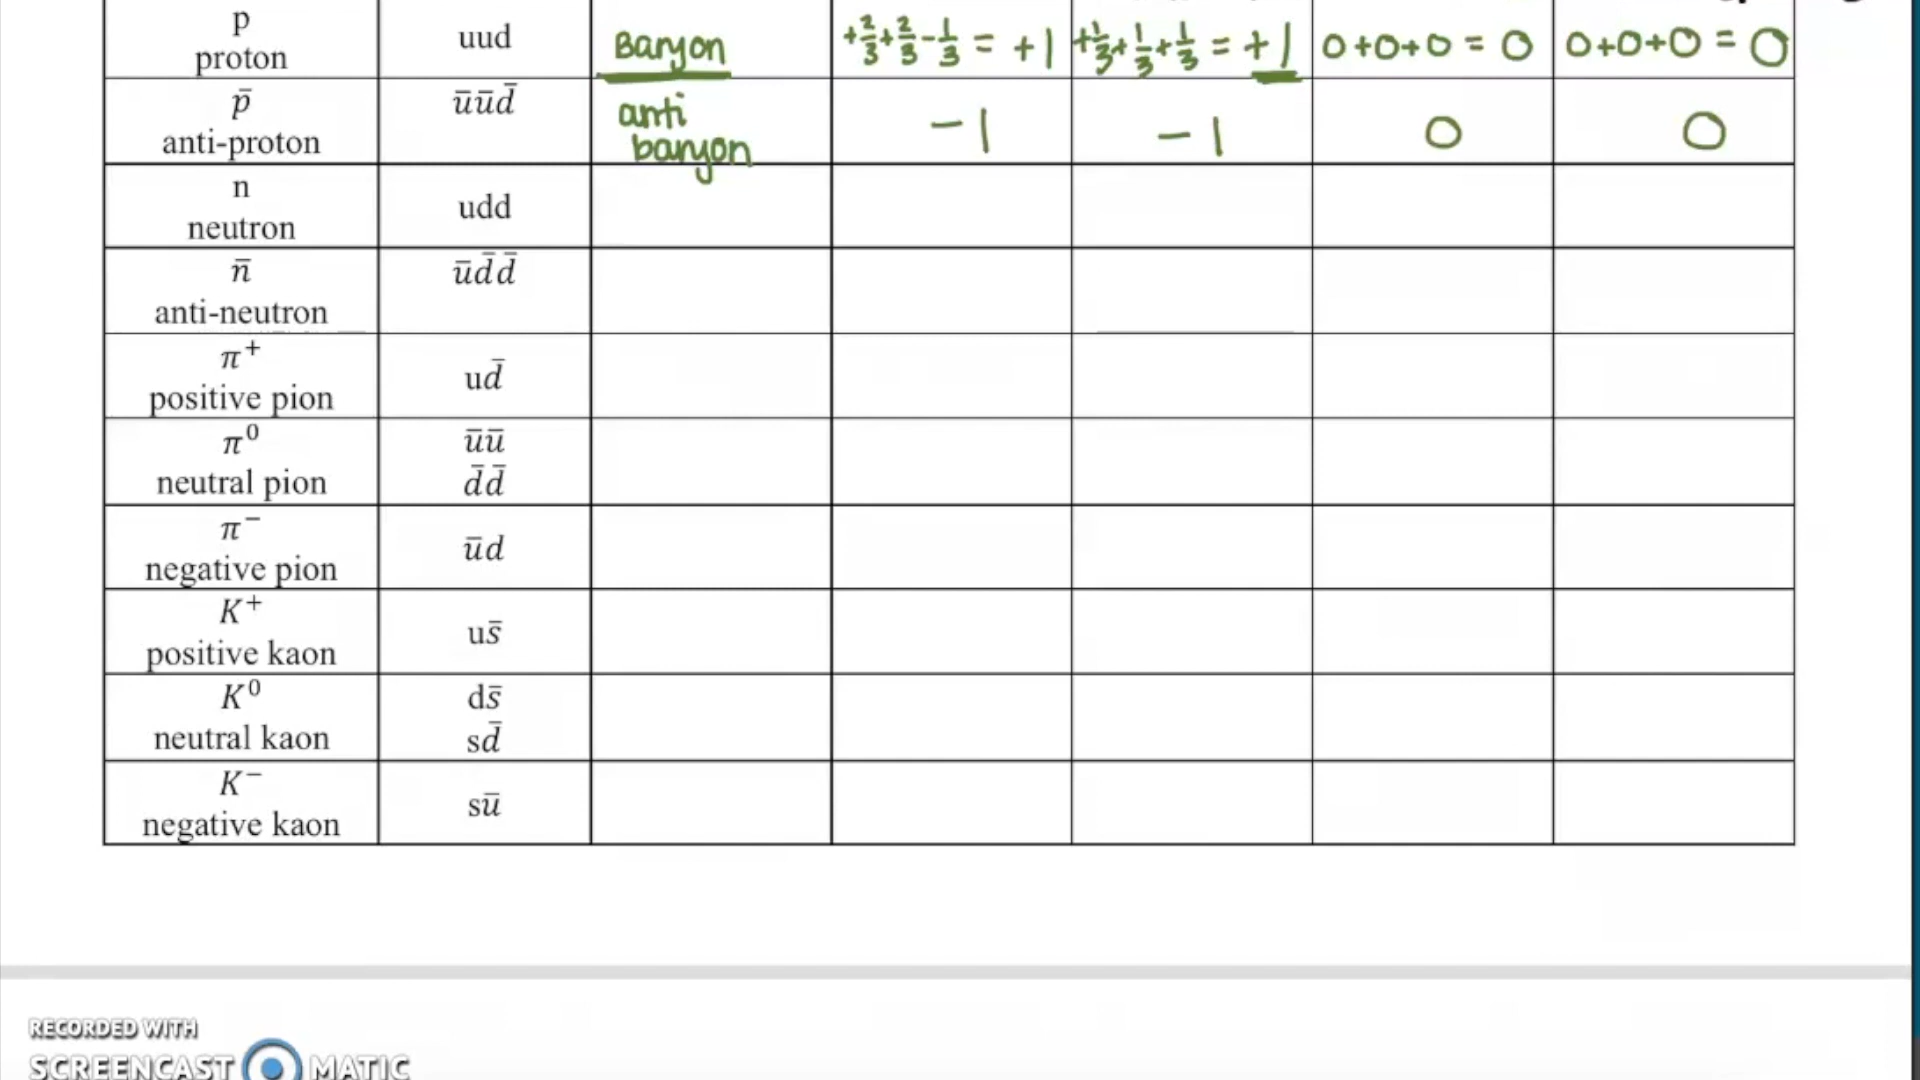 p
proton
uud
Baryon
+2/3+2/3-1/3 = +1
+1/3+1/3+1/3 = +1
0+0+0 = 0
0+0+0 = 0
p̄
anti-proton
ūūd̄
anti
baryon
-1
-1
0
0
n
neutron
udd
n̄
anti-neutron
ūd̄d̄
π⁺
positive pion
ud̄
π⁰
neutral pion
ūū
d̄d̄
π⁻
negative pion
ūd
K⁺
positive kaon
us̄
K⁰
neutral kaon
ds̄
sd̄
K⁻
negative kaon
sū
RECORDED WITH
SCREENCAST MATIC